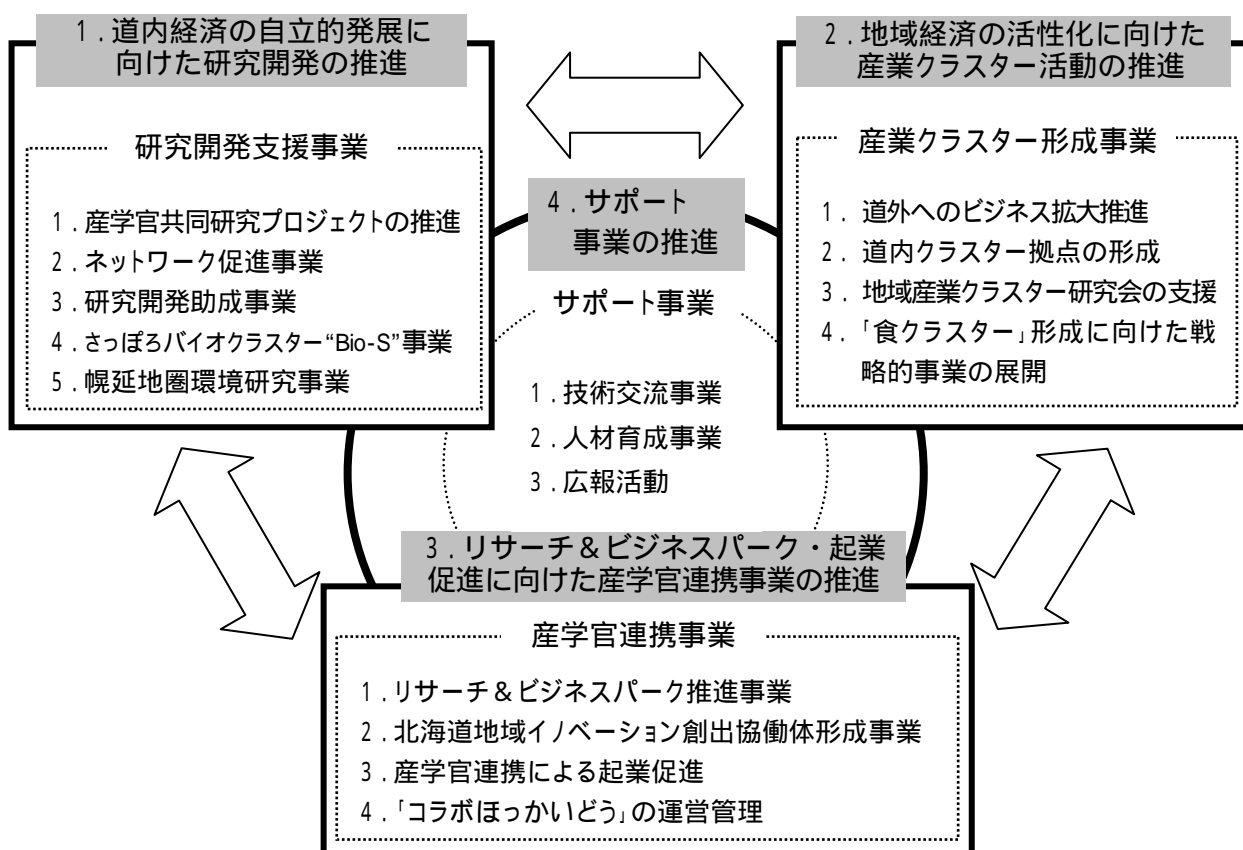 1．道内経済の自立的発展に
向けた研究開発の推進
研究開発支援事業
1．産学官共同研究プロジェクトの推進
2．ネットワーク促進事業
3．研究開発助成事業
4．さっぽろバイオクラスター“Bio-S”事業
5．幌延地圏環境研究事業
2．地域経済の活性化に向けた
産業クラスター活動の推進
産業クラスター形成事業
1．道外へのビジネス拡大推進
2．道内クラスター拠点の形成
3．地域産業クラスター研究会の支援
4．「食クラスター」形成に向けた戦
略的事業の展開
4．サポート
事業の推進
サポート事業
1．技術交流事業
2．人材育成事業
3．広報活動
3．リサーチ＆ビジネスパーク・起業
促進に向けた産学官連携事業の推進
産学官連携事業
1．リサーチ＆ビジネスパーク推進事業
2．北海道地域イノベーション創出協働体形成事業
3．産学官連携による起業促進
4．「コラボほっかいどう」の運営管理